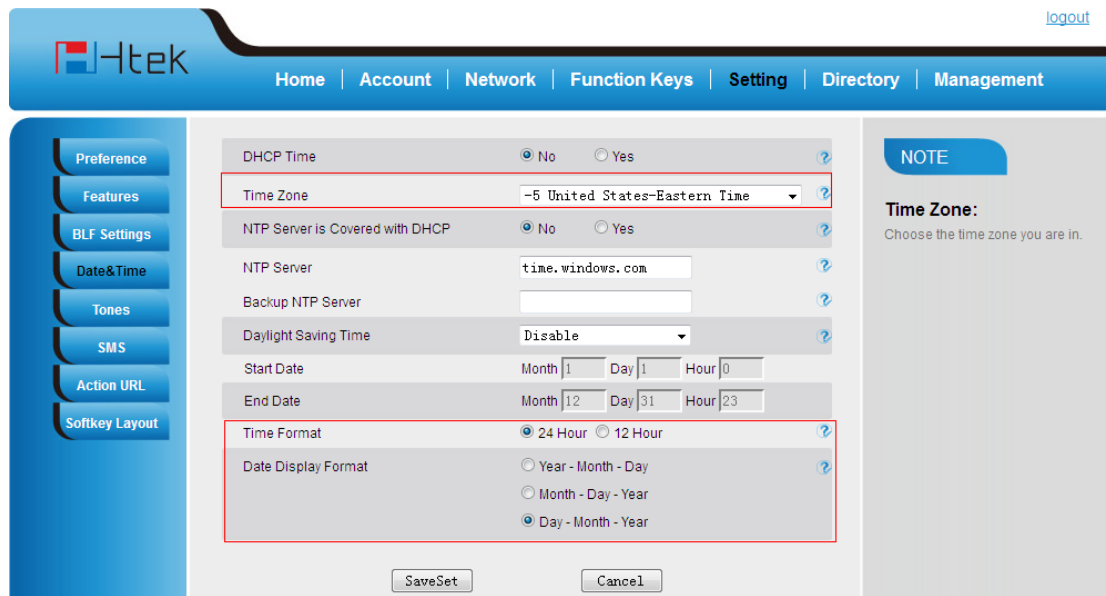 logout
Htek
Home | Account | Network | Function Keys | Setting | Directory | Management
Preference
Features
BLF Settings
Date&Time
Tones
SMS
Action URL
Softkey Layout
DHCP Time No Yes ?
Time Zone -5 United States-Eastern Time ?
NTP Server is Covered with DHCP No Yes ?
NTP Server time.windows.com ?
Backup NTP Server ?
Daylight Saving Time Disable ?
Start Date Month 1 Day 1 Hour 0
End Date Month 12 Day 31 Hour 23
Time Format 24 Hour 12 Hour ?
Date Display Format Year - Month - Day ?
Month - Day - Year
Day - Month - Year
SaveSet Cancel
NOTE
Time Zone:
Choose the time zone you are in.